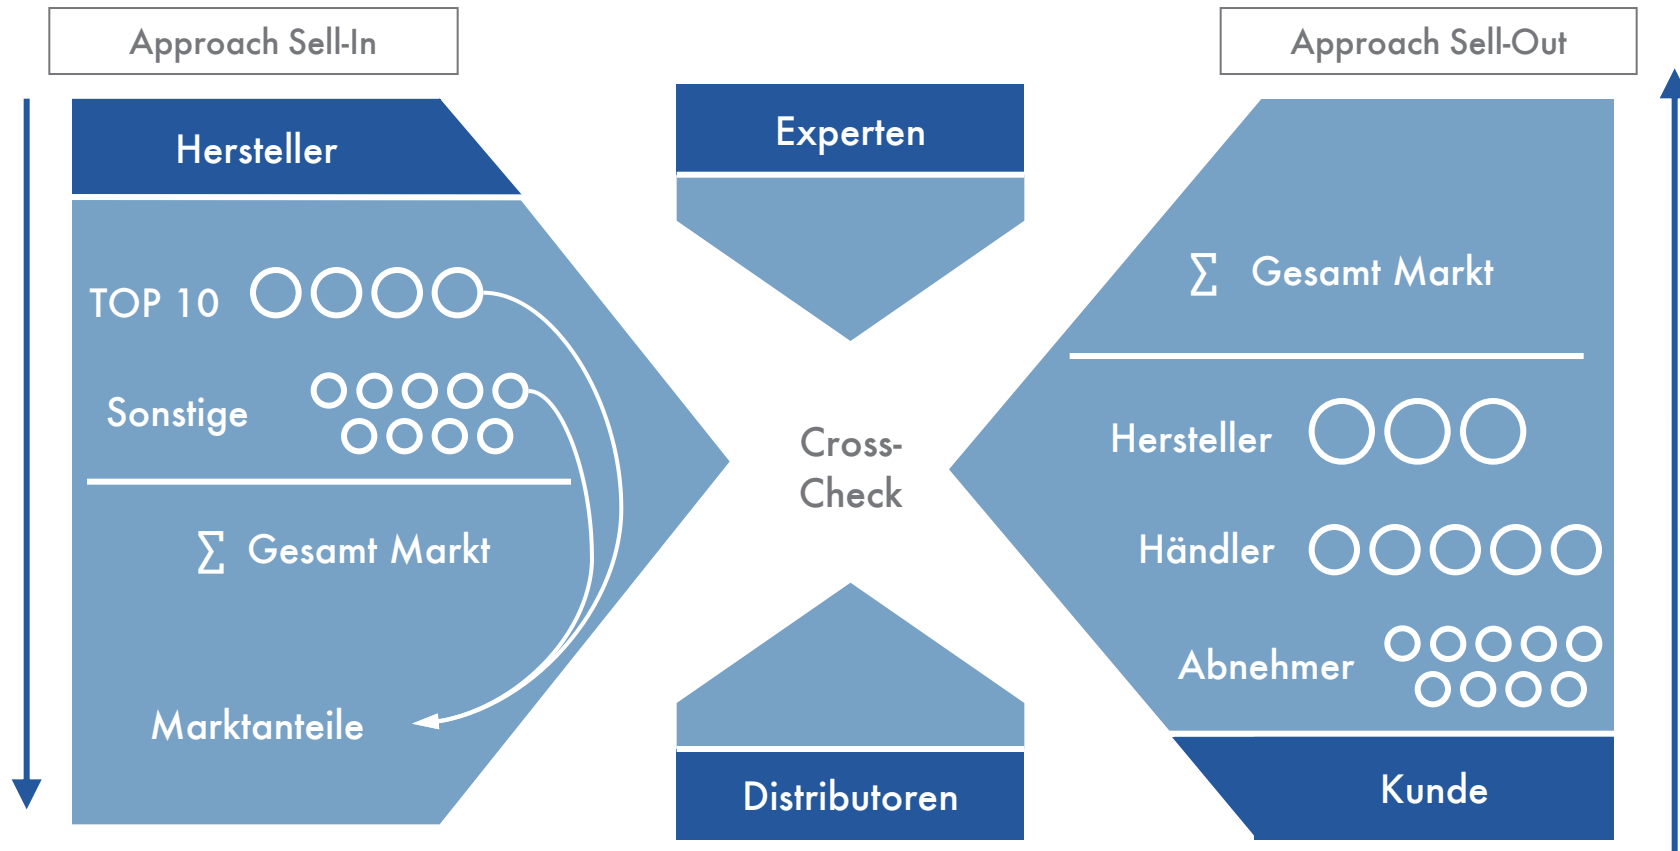 Approach Sell-In
Hersteller
TOP 10
Sonstige
∑ Gesamt Markt
Marktanteile
Experten
Cross-
Check
Distributoren
Approach Sell-Out
∑ Gesamt Markt
Hersteller
Händler
Abnehmer
Kunde